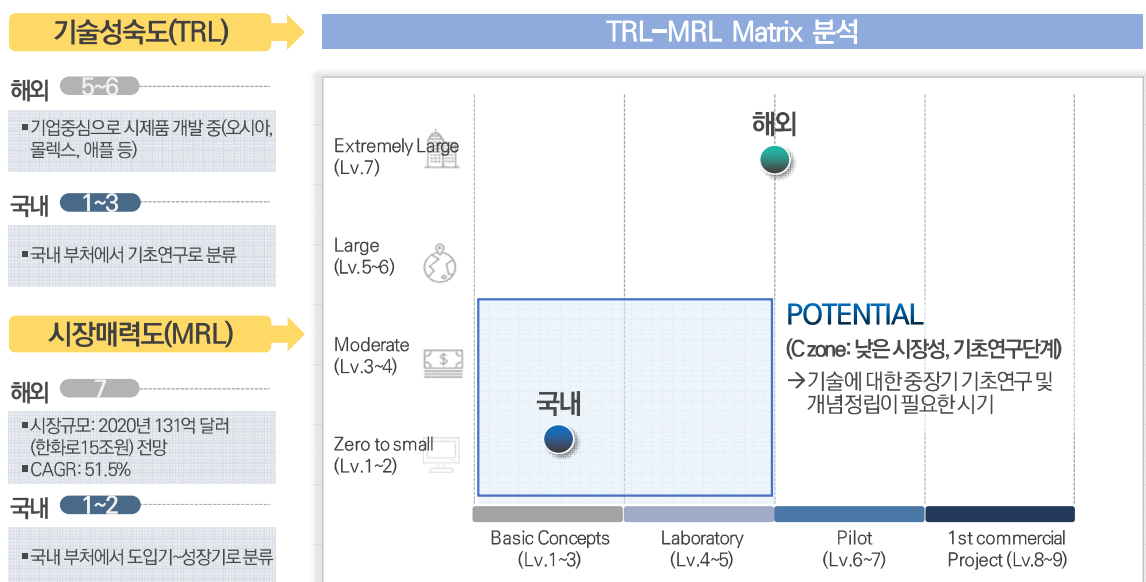 기술성숙도(TRL)
해외 5~6
▪기업중심으로 시제품 개발 중(오시아,
몰렉스, 애플 등)
국내 1~3
▪국내 부처에서 기초연구로 분류
시장매력도(MRL)
해외 7
▪시장규모: 2020년 131억 달러
(한화로15조원) 전망
▪CAGR: 51.5%
국내 1~2
▪국내 부처에서 도입기~성장기로 분류
TRL-MRL Matrix 분석
해외
Extremely Large
(Lv.7)
Large
(Lv.5~6)
Moderate
(Lv.3~4)
Zero to small
(Lv.1~2)
국내
POTENTIAL
(C zone: 낮은 시장성, 기초연구단계)
→기술에 대한 중장기 기초연구 및
개념정립이 필요한 시기
Basic Concepts
(Lv.1~3)
Laboratory
(Lv.4~5)
Pilot
(Lv.6~7)
1st commercial
Project (Lv.8~9)